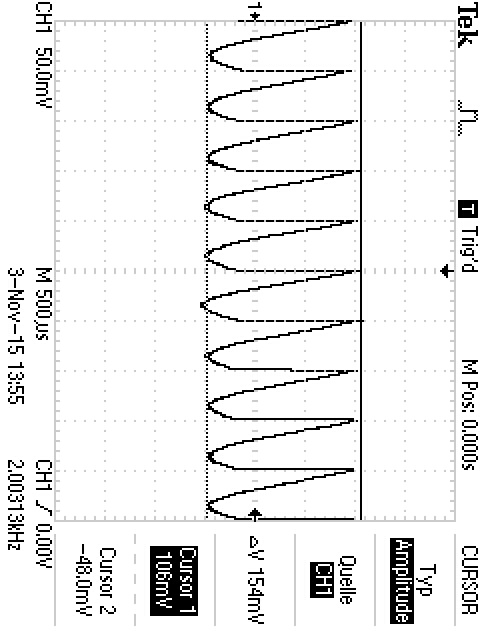 Tek T Trig'd M Pos: 0.000s CURSOR
Typ
Amplitude
Quelle
CH1
1
△V 154mV
Cursor 1
106mV
Cursor 2
-48.0mV
CH1 50.0mV M 500µs CH1 / 0.00V
3-Nov-15 13:55 2.00313kHz